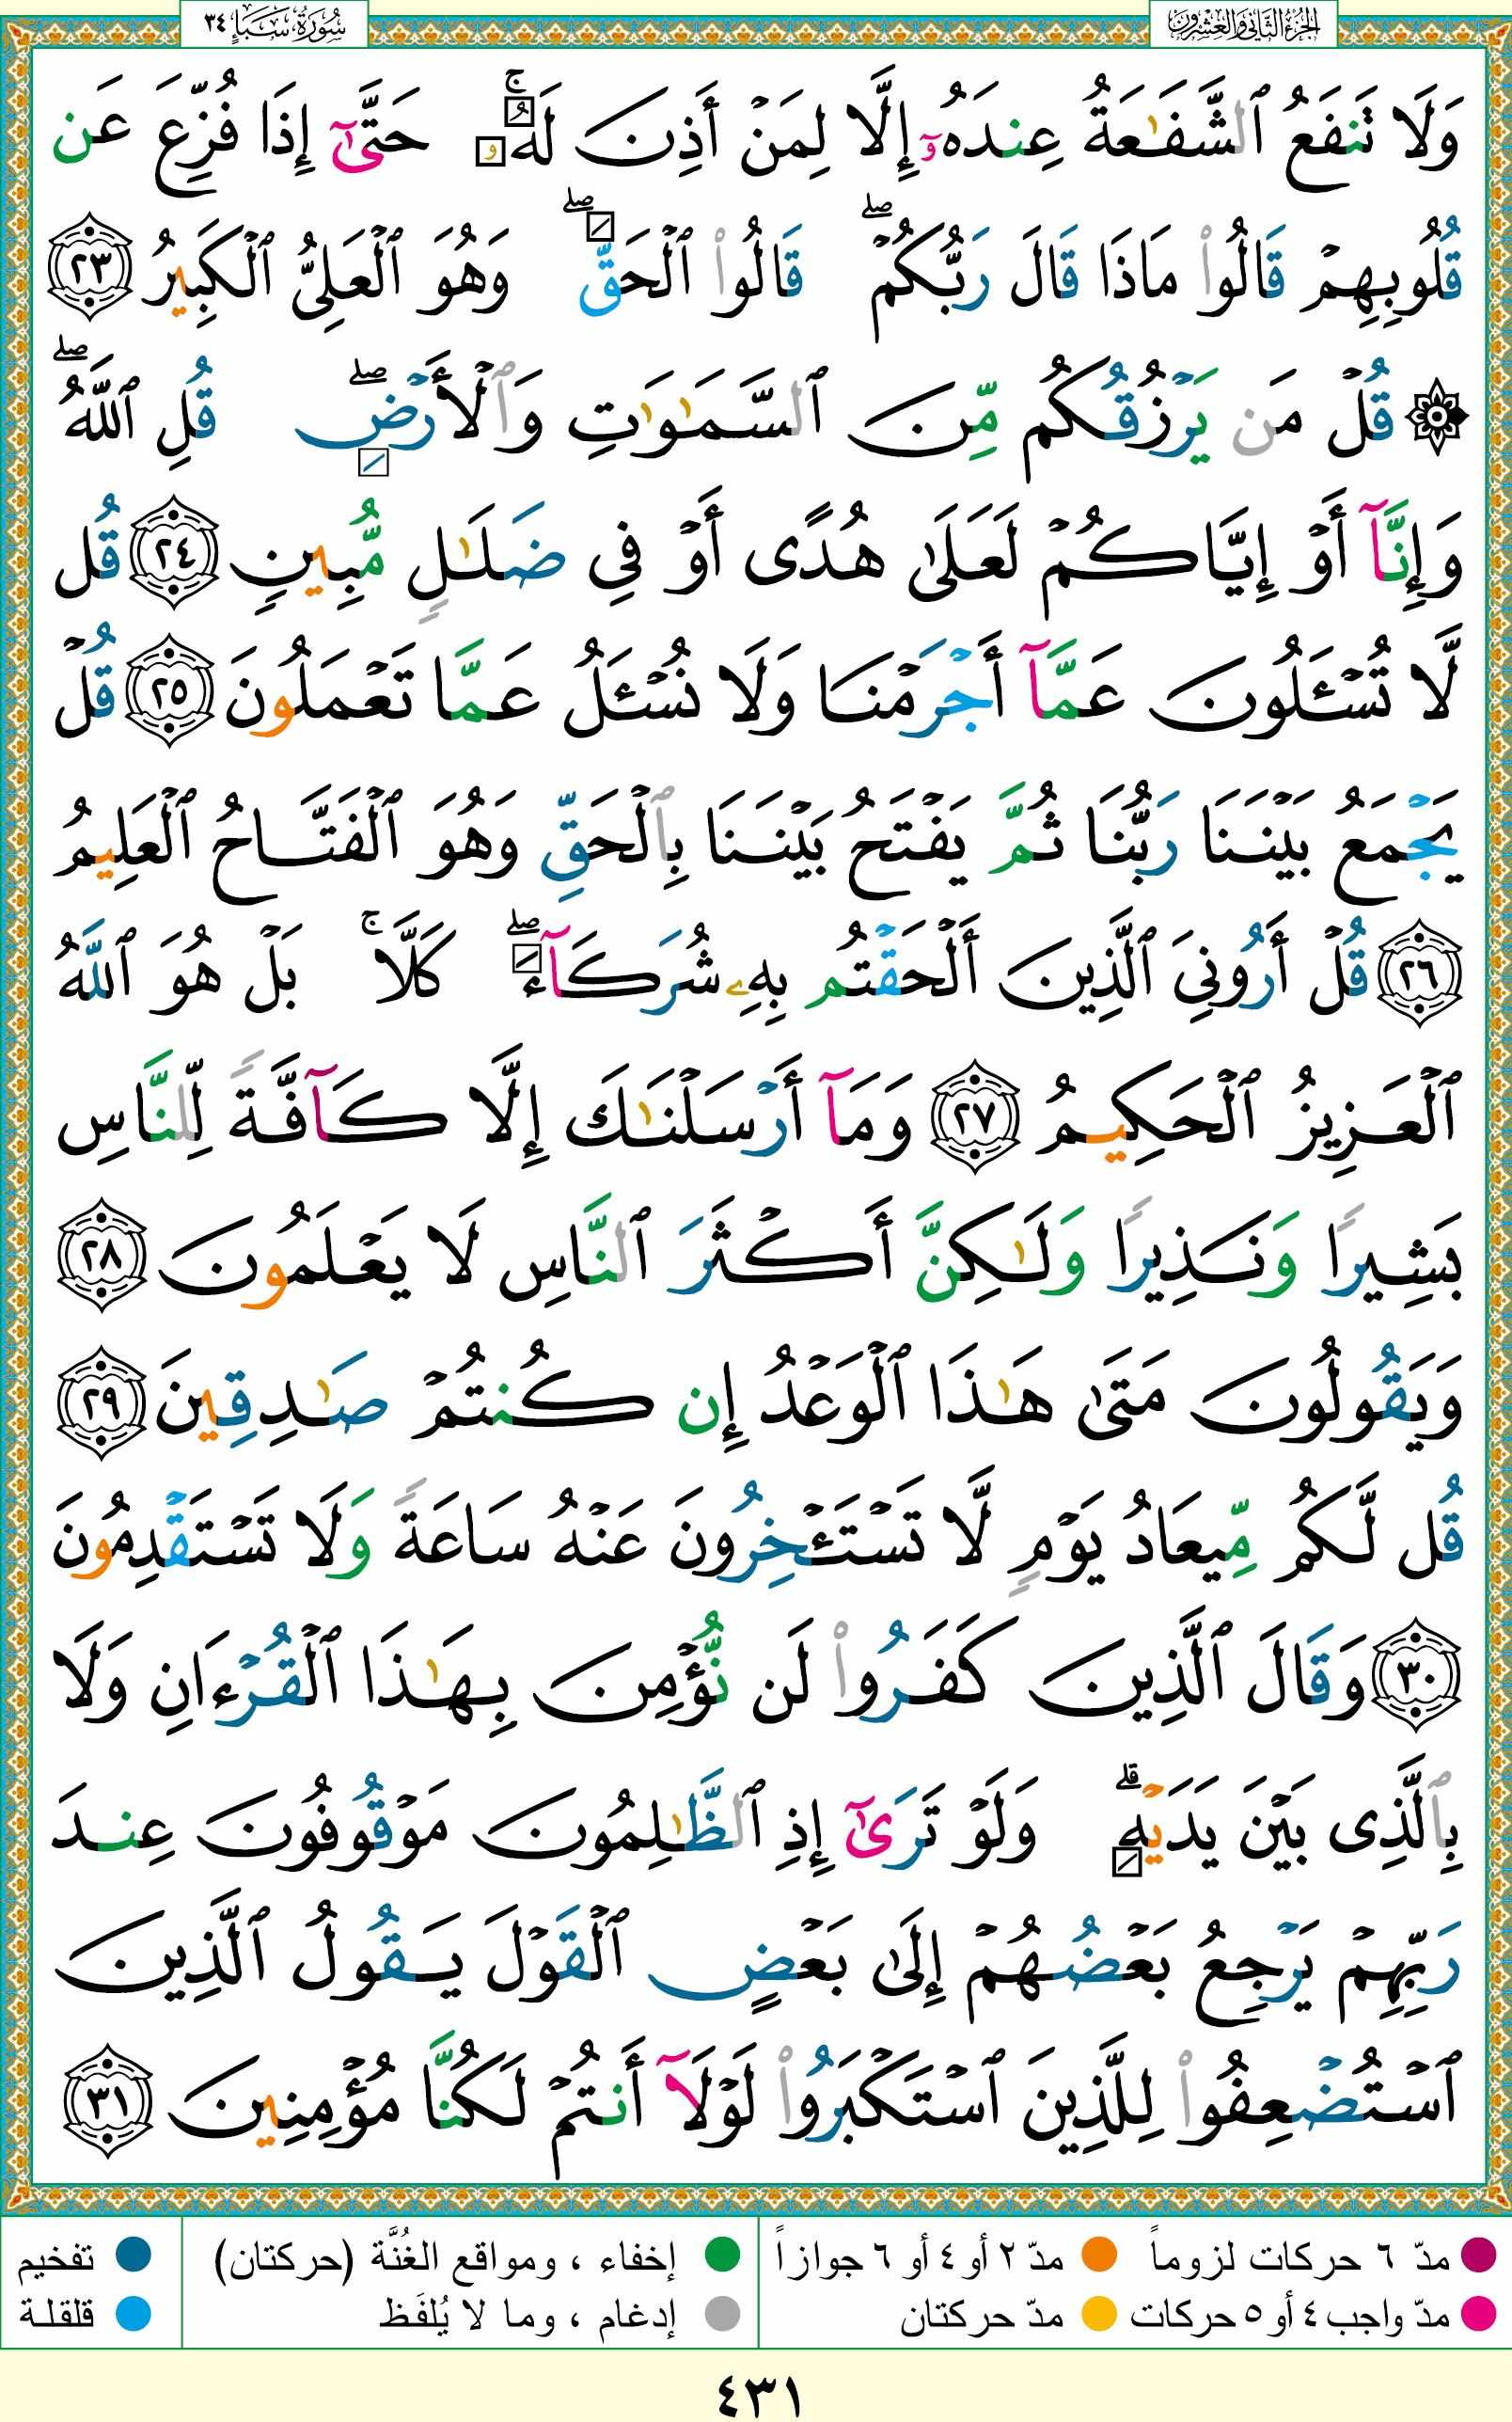 سُورَةُ سَبَإٍ ٣٤
الجزء الثاني والعشرون
وَلَا تَنفَعُ ٱلشَّفَـٰعَةُ عِندَهُۥٓ إِلَّا لِمَنْ أَذِنَ لَهُۥ ۚ حَتَّىٰٓ إِذَا فُزِّعَ عَن
قُلُوبِهِمْ قَالُوا۟ مَاذَا قَالَ رَبُّكُمْ ۖ قَالُوا۟ ٱلْحَقَّ ۖ وَهُوَ ٱلْعَلِىُّ ٱلْكَبِيرُ ٢٣
۞ قُلْ مَن يَرْزُقُكُم مِّنَ ٱلسَّمَـٰوَٰتِ وَٱلْأَرْضِ ۖ قُلِ ٱللَّهُ ۖ
وَإِنَّآ أَوْ إِيَّاكُمْ لَعَلَىٰ هُدًى أَوْ فِى ضَلَـٰلٍ مُّبِينٍ ٢٤ قُل
لَّا تُسْـَٔلُونَ عَمَّآ أَجْرَمْنَا وَلَا نُسْـَٔلُ عَمَّا تَعْمَلُونَ ٢٥ قُلْ
يَجْمَعُ بَيْنَنَا رَبُّنَا ثُمَّ يَفْتَحُ بَيْنَنَا بِٱلْحَقِّ وَهُوَ ٱلْفَتَّاحُ ٱلْعَلِيمُ
٢٦ قُلْ أَرُونِىَ ٱلَّذِينَ أَلْحَقْتُم بِهِۦ شُرَكَآءَ ۖ كَلَّا ۚ بَلْ هُوَ ٱللَّهُ
ٱلْعَزِيزُ ٱلْحَكِيمُ ٢٧ وَمَآ أَرْسَلْنَـٰكَ إِلَّا كَآفَّةً لِّلنَّاسِ
بَشِيرًا وَنَذِيرًا وَلَـٰكِنَّ أَكْثَرَ ٱلنَّاسِ لَا يَعْلَمُونَ ٢٨
وَيَقُولُونَ مَتَىٰ هَـٰذَا ٱلْوَعْدُ إِن كُنتُمْ صَـٰدِقِينَ ٢٩
قُل لَّكُم مِّيعَادُ يَوْمٍ لَّا تَسْتَـْٔخِرُونَ عَنْهُ سَاعَةً وَلَا تَسْتَقْدِمُونَ
٣٠ وَقَالَ ٱلَّذِينَ كَفَرُوا۟ لَن نُّؤْمِنَ بِهَـٰذَا ٱلْقُرْءَانِ وَلَا
بِٱلَّذِى بَيْنَ يَدَيْهِ ۗ وَلَوْ تَرَىٰٓ إِذِ ٱلظَّـٰلِمُونَ مَوْقُوفُونَ عِندَ
رَبِّهِمْ يَرْجِعُ بَعْضُهُمْ إِلَىٰ بَعْضٍ ٱلْقَوْلَ يَقُولُ ٱلَّذِينَ
ٱسْتُضْعِفُوا۟ لِلَّذِينَ ٱسْتَكْبَرُوا۟ لَوْلَآ أَنتُمْ لَكُنَّا مُؤْمِنِينَ ٣١
مدّ ٦ حركات لزوماً مدّ ٢ أو ٤ أو ٦ جوازاً إخفاء ، ومواقع الغُنَّة (حركتان) تفخيم
مدّ واجب ٤ أو ٥ حركات مدّ حركتان إدغام ، وما لا يُلفَظ قلقلة
٤٣١